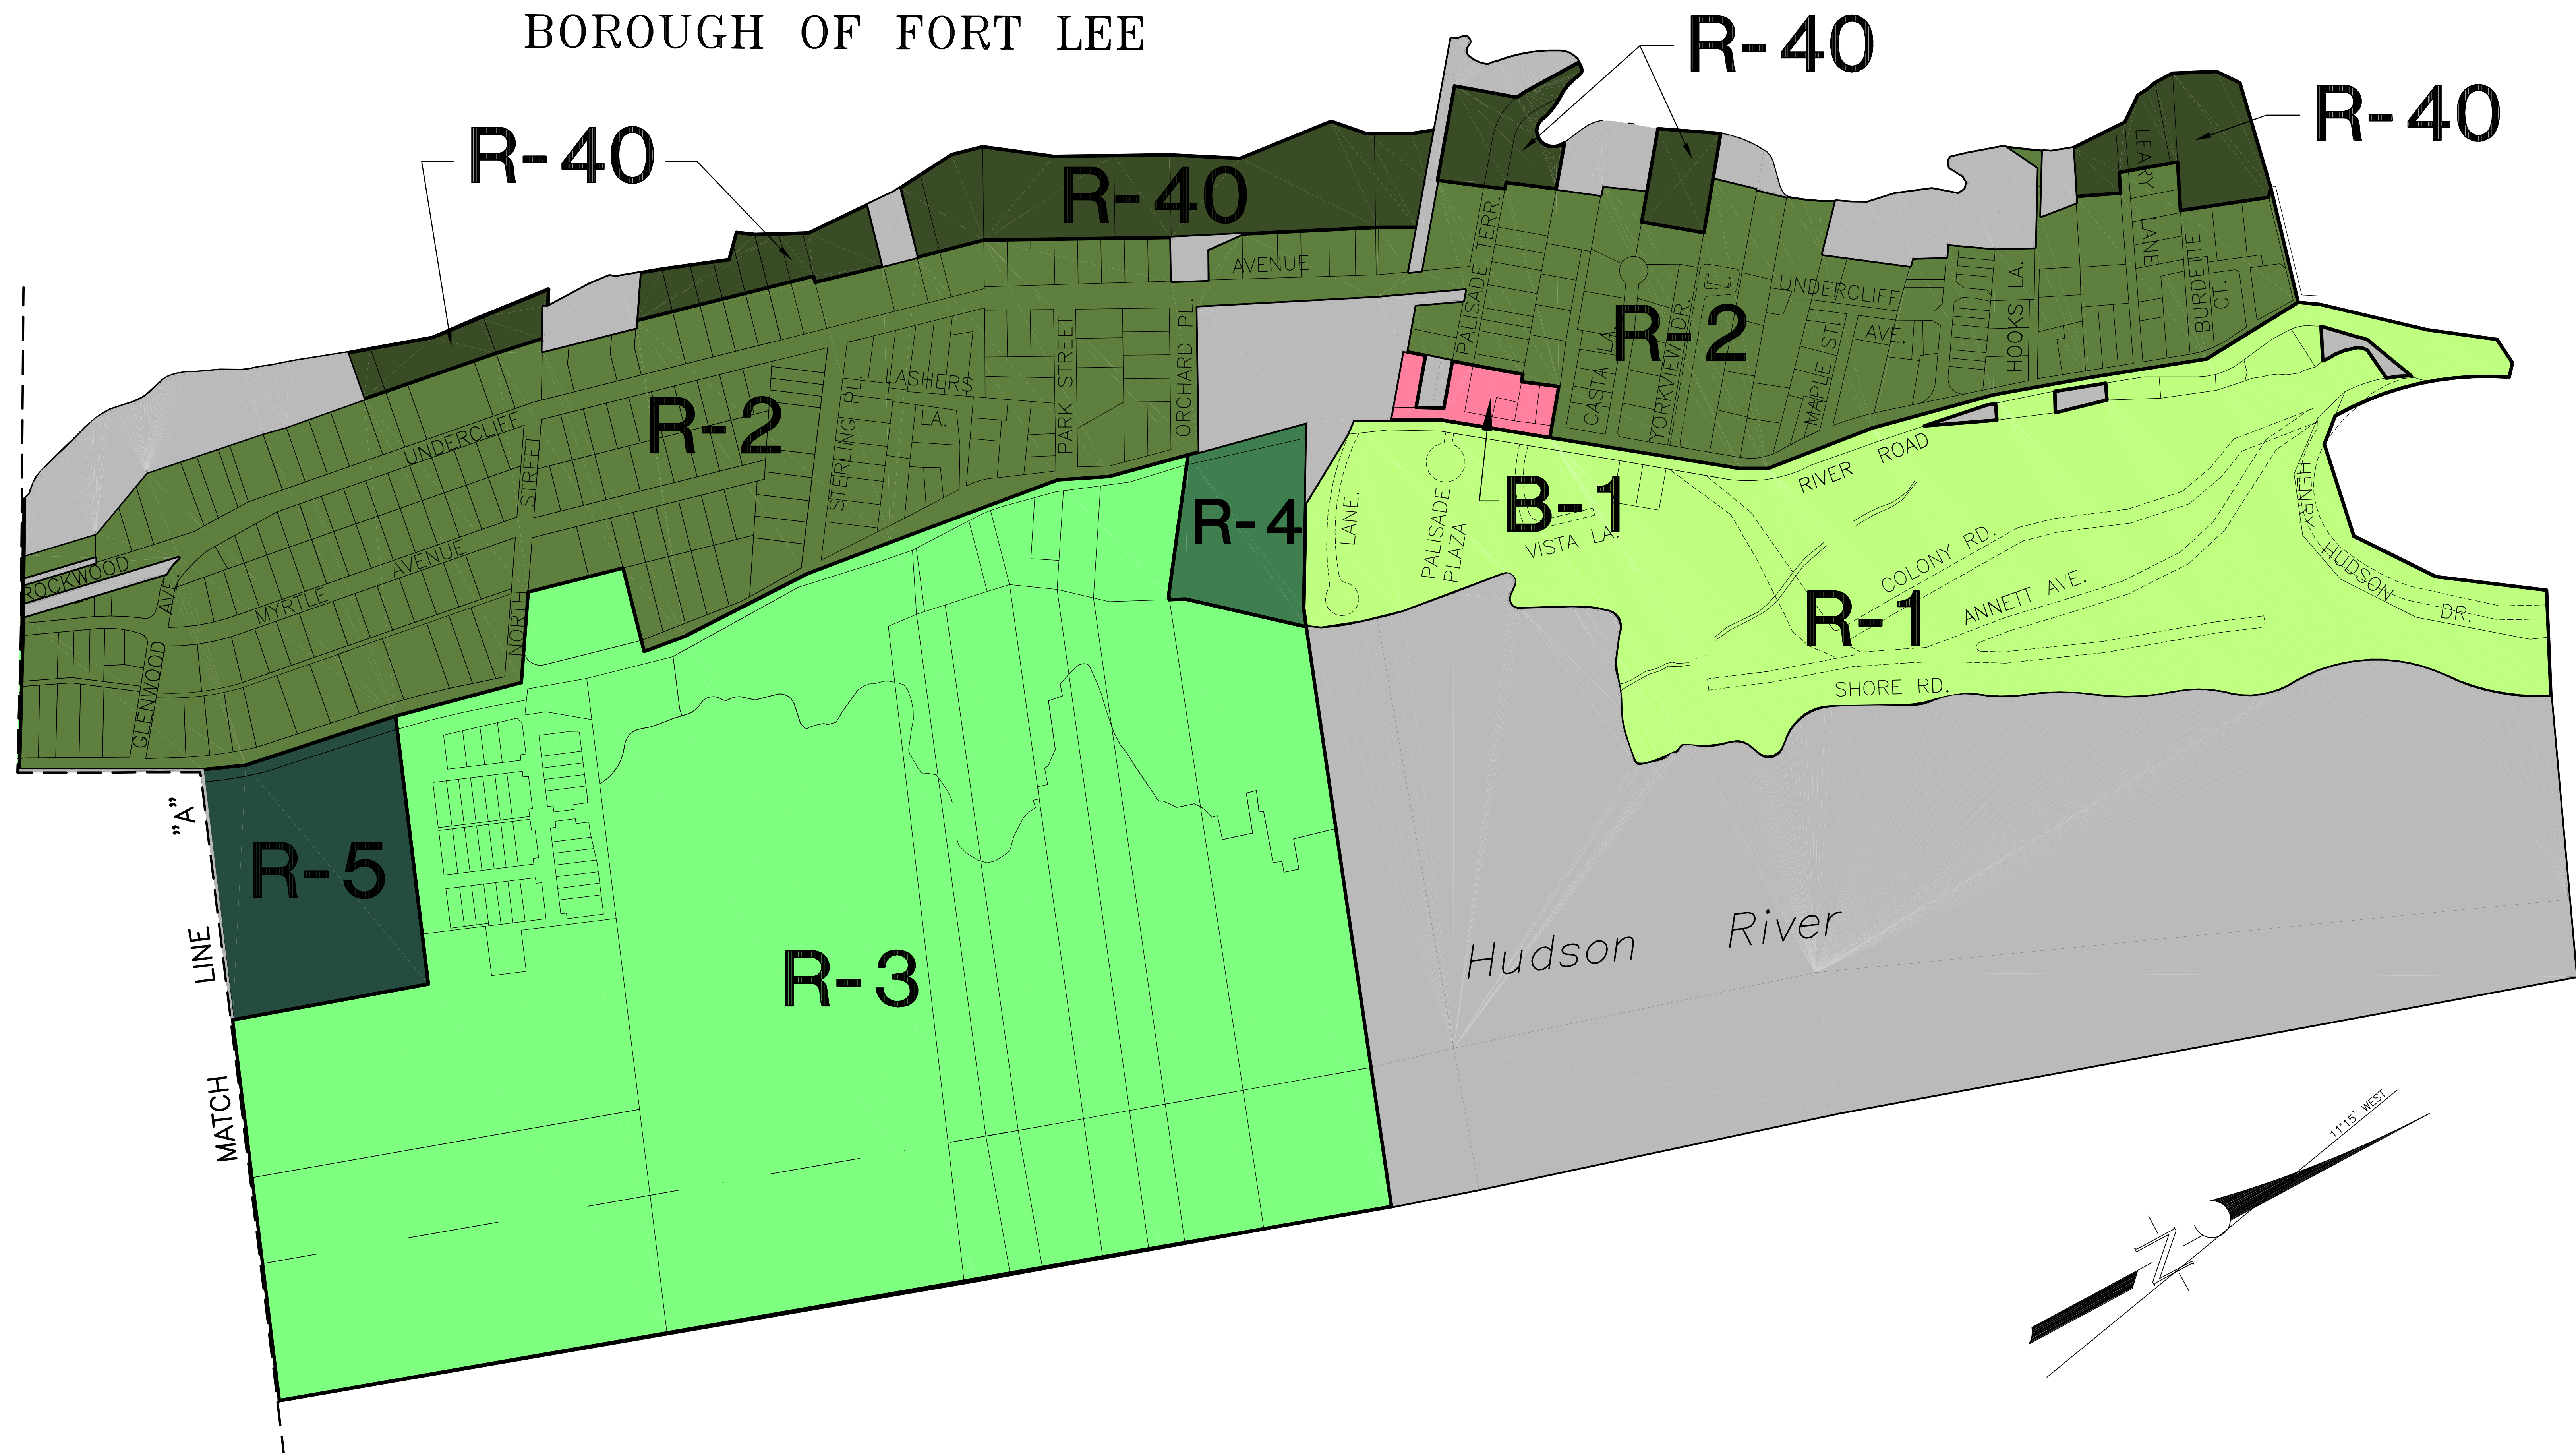 BOROUGH OF FORT LEE
R-40
R-40
R-40
R-40
LEARY LANE
BURDETTE
CT.
PALISADE TERR.
AVENUE
UNDERCLIFF
AVE.
HOOKS LA.
R-2
CASTA LA.
YORKVIEW DR.
MAPLE ST.
ORCHARD PL.
PARK STREET
LASHERS
LA.
STERLING PL.
R-2
UNDERCLIFF
STREET
NORTH
AVENUE
MYRTLE
ROCKWOOD
AVE.
GLENWOOD
R-4
LANE.
PALISADE
PLAZA
B-1
VISTA LA.
RIVER ROAD
COLONY RD.
ANNETT AVE.
R-1
SHORE RD.
HENRY
HUDSON
DR.
"A"
LINE
MATCH
R-5
R-3
Hudson River
11°15' WEST
N